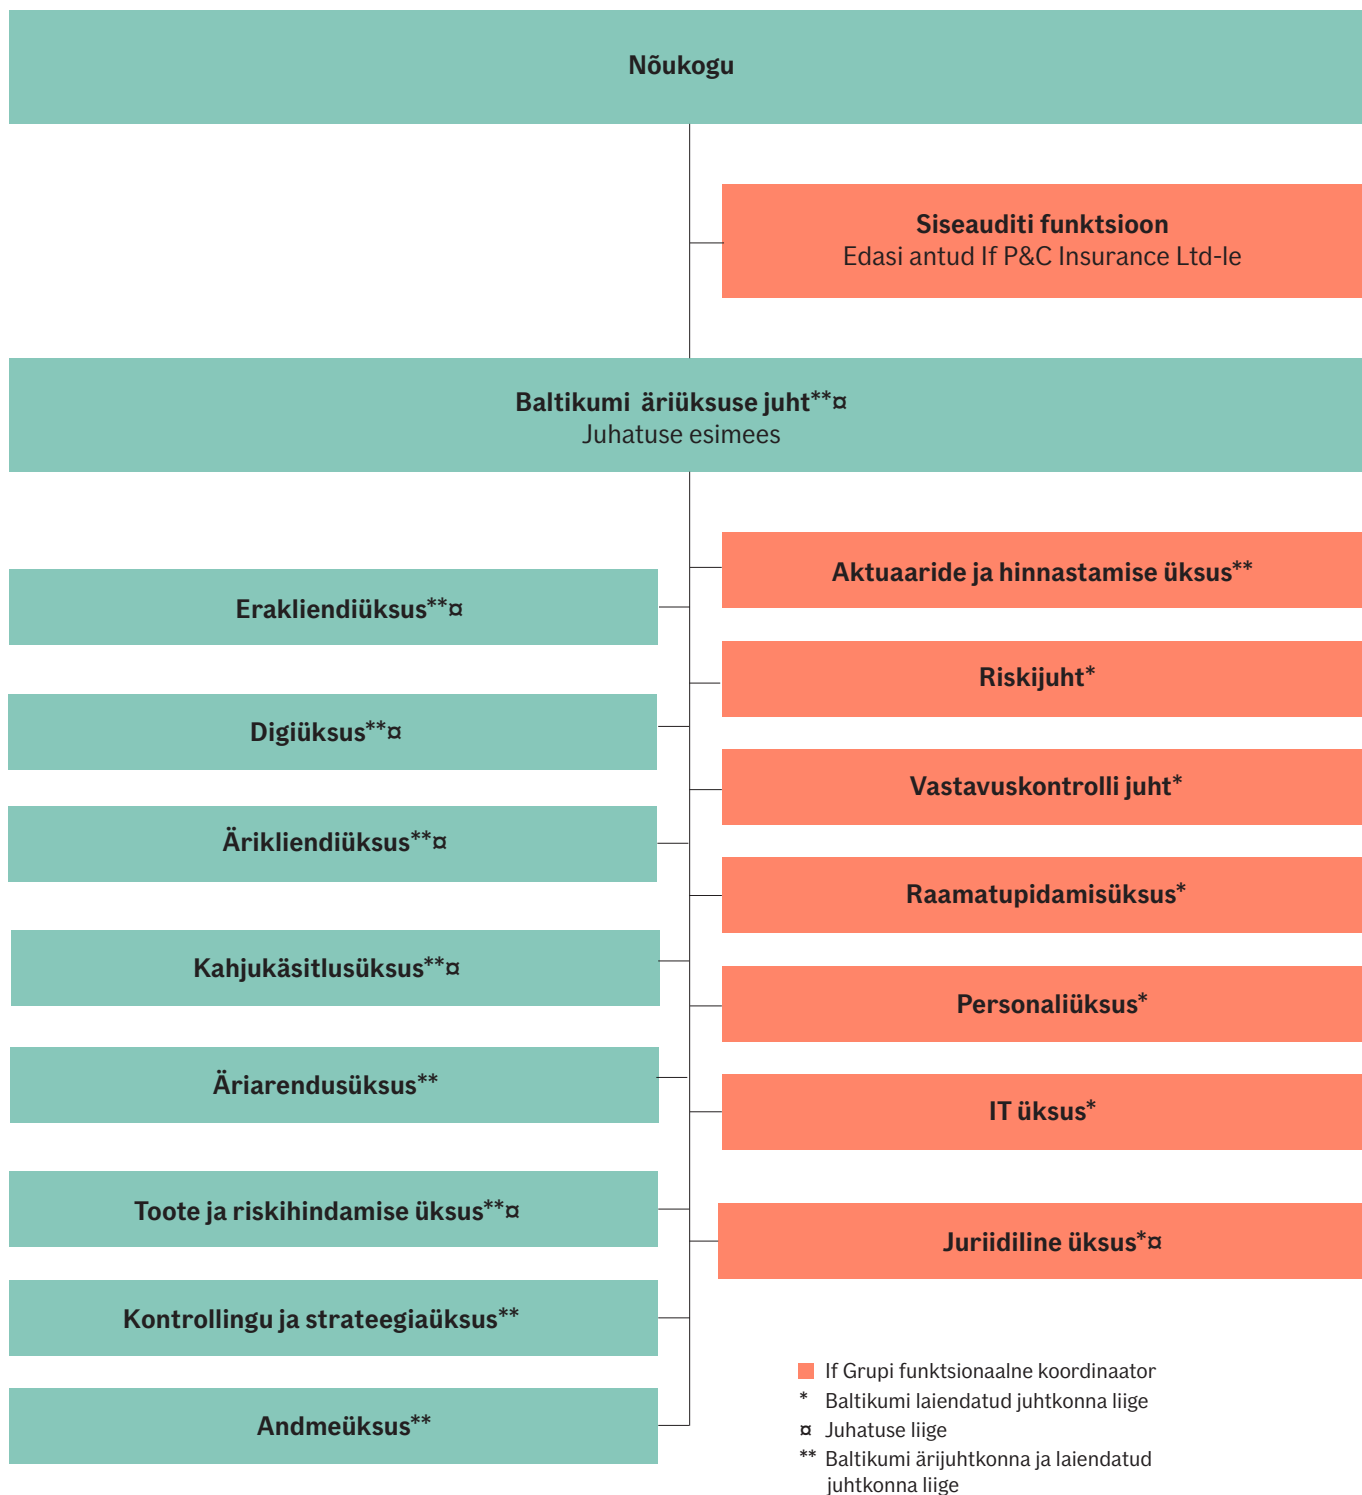 Nõukogu
Siseauditi funktsioon
Edasi antud If P&C Insurance Ltd-le
Baltikumi äriüksuse juht**¤
Juhatuse esimees
Erakliendiüksus**¤
Digiüksus**¤
Ärikliendiüksus**¤
Kahjukäsitlusüksus**¤
Äriarendusüksus**
Toote ja riskihindamise üksus**¤
Kontrollingu ja strateegiaüksus**
Andmeüksus**
Aktuaaride ja hinnastamise üksus**
Riskijuht*
Vastavuskontrolli juht*
Raamatupidamisüksus*
Personaliüksus*
IT üksus*
Juriidiline üksus*¤
If Grupi funktsionaalne koordinaator
* Baltikumi laiendatud juhtkonna liige
¤ Juhatuse liige
** Baltikumi ärijuhtkonna ja laiendatud
juhtkonna liige